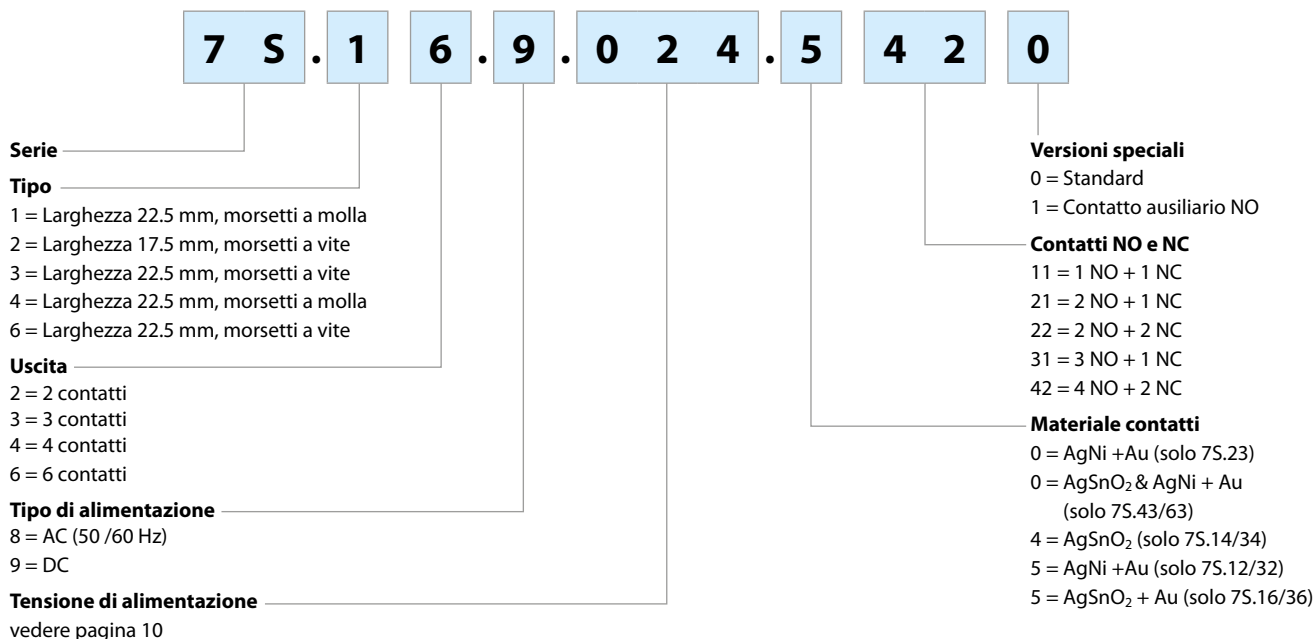 7 S . 1 6 . 9 . 0 2 4 . 5 4 2 0
Serie
Tipo
1 = Larghezza 22.5 mm, morsetti a molla
2 = Larghezza 17.5 mm, morsetti a vite
3 = Larghezza 22.5 mm, morsetti a vite
4 = Larghezza 22.5 mm, morsetti a molla
6 = Larghezza 22.5 mm, morsetti a vite
Uscita
2 = 2 contatti
3 = 3 contatti
4 = 4 contatti
6 = 6 contatti
Tipo di alimentazione
8 = AC (50 /60 Hz)
9 = DC
Tensione di alimentazione
vedere pagina 10
Versioni speciali
0 = Standard
1 = Contatto ausiliario NO
Contatti NO e NC
11 = 1 NO + 1 NC
21 = 2 NO + 1 NC
22 = 2 NO + 2 NC
31 = 3 NO + 1 NC
42 = 4 NO + 2 NC
Materiale contatti
0 = AgNi +Au (solo 7S.23)
0 = AgSnO₂ & AgNi + Au
(solo 7S.43/63)
4 = AgSnO₂ (solo 7S.14/34)
5 = AgNi +Au (solo 7S.12/32)
5 = AgSnO₂ + Au (solo 7S.16/36)